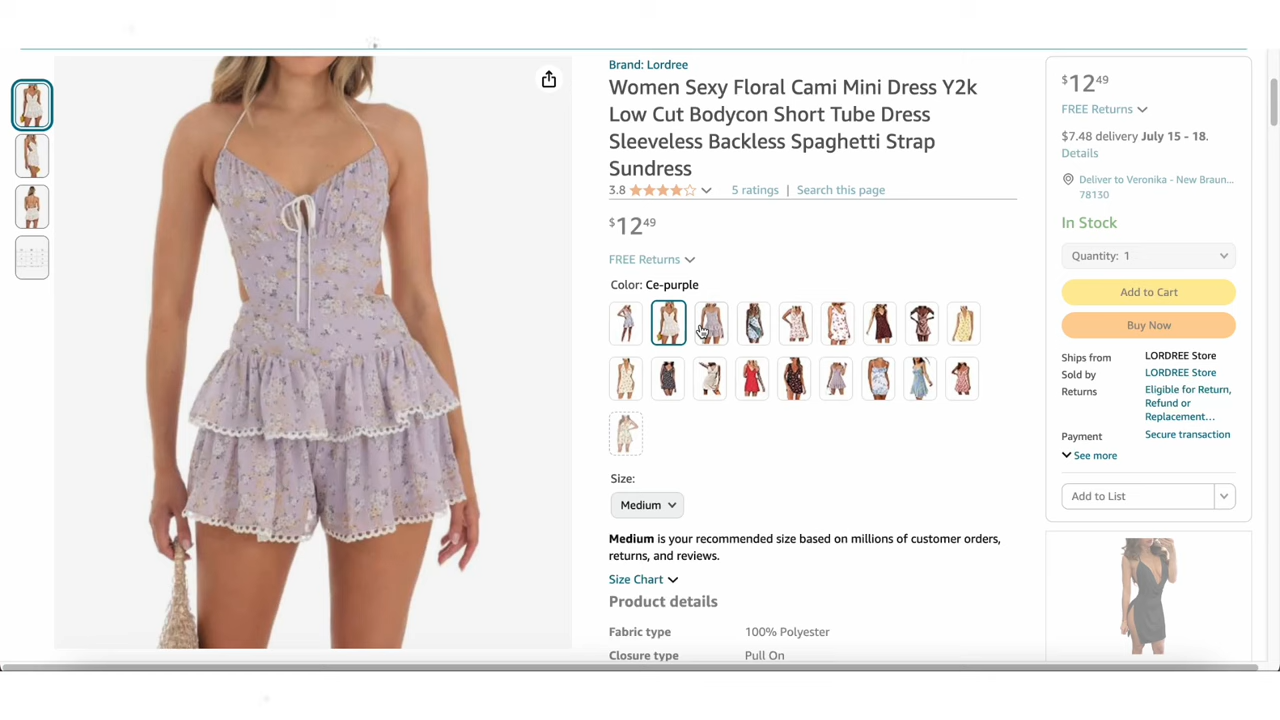 Brand: Lordree
Women Sexy Floral Cami Mini Dress Y2k
Low Cut Bodycon Short Tube Dress
Sleeveless Backless Spaghetti Strap
Sundress
3.8
5 ratings | Search this page
$12 49
FREE Returns
Color: Ce-purple
Size:
Medium
Medium is your recommended size based on millions of customer orders,
returns, and reviews.
Size Chart
Product details
Fabric type 100% Polyester
Closure type Pull On
$12 49
FREE Returns
$7.48 delivery July 15 - 18.
Details
Deliver to Veronika - New Braun...
78130
In Stock
Quantity: 1
Add to Cart
Buy Now
Ships from LORDREE Store
Sold by LORDREE Store
Returns Eligible for Return,
Refund or
Replacement...
Payment Secure transaction
See more
Add to List